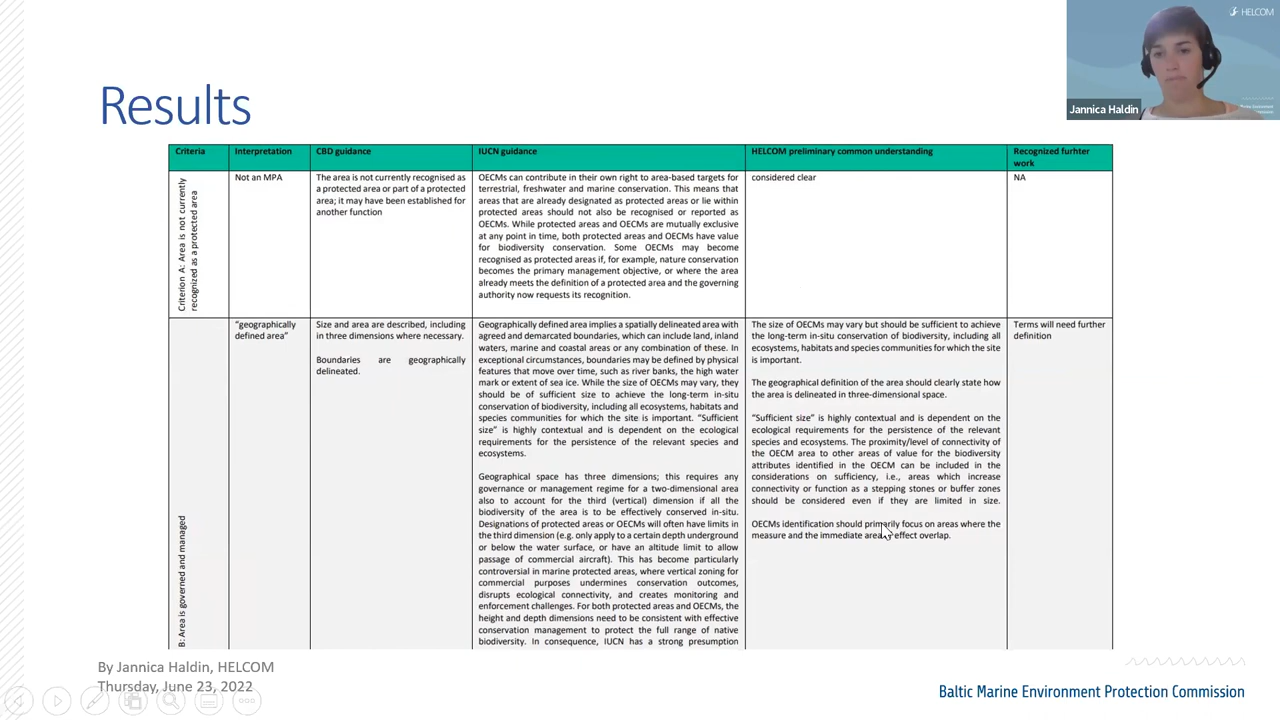 HELCOM
Jannica Haldin
Results
Criteria
Interpretation
CBD guidance
IUCN guidance
HELCOM preliminary common understanding
Recognized furhter
work
Criterion A: Area is not currently
recognized as a protected area
Not an MPA
The area is not currently recognised as
a protected area or part of a protected
area; it may have been established for
another function
OECMs can contribute in their own right to area-based targets for
terrestrial, freshwater and marine conservation. This means that
areas that are already designated as protected areas or lie within
protected areas should not also be recognised or reported as
OECMs. While protected areas and OECMs are mutually exclusive
at any point in time, both protected areas and OECMs have value
for biodiversity conservation. Some OECMs may become
recognised as protected areas if, for example, nature conservation
becomes the primary management objective, or where the area
already meets the definition of a protected area and the governing
authority now requests its recognition.
considered clear
NA
B: Area is governed and managed
"geographically
defined area"
Size and area are described, including
in three dimensions where necessary.
Boundaries are geographically
delineated.
Geographically defined area implies a spatially delineated area with
agreed and demarcated boundaries, which can include land, inland
waters, marine and coastal areas or any combination of these. In
exceptional circumstances, boundaries may be defined by physical
features that move over time, such as river banks, the high water
mark or extent of sea ice. While the size of OECMs may vary, they
should be of sufficient size to achieve the long-term in-situ
conservation of biodiversity, including all ecosystems, habitats and
species communities for which the site is important. "Sufficient
size" is highly contextual and is dependent on the ecological
requirements for the persistence of the relevant species and
ecosystems.
Geographical space has three dimensions; this requires any
governance or management regime for a two-dimensional area
also to account for the third (vertical) dimension if all the
biodiversity of the area is to be effectively conserved in-situ.
Designations of protected areas or OECMs will often have limits in
the third dimension (e.g. only apply to a certain depth underground
or below the water surface, or have an altitude limit to allow
passage of commercial aircraft). This has become particularly
controversial in marine protected areas, where vertical zoning for
commercial purposes undermines conservation outcomes,
disrupts ecological connectivity, and creates monitoring and
enforcement challenges. For both protected areas and OECMs, the
height and depth dimensions need to be consistent with effective
conservation management to protect the full range of native
biodiversity. In consequence, IUCN has a strong presumption
The size of OECMs may vary but should be sufficient to achieve
the long-term in-situ conservation of biodiversity, including all
ecosystems, habitats and species communities for which the site
is important.
The geographical definition of the area should clearly state how
the area is delineated in three-dimensional space.
"Sufficient size" is highly contextual and is dependent on the
ecological requirements for the persistence of the relevant
species and ecosystems. The proximity/level of connectivity of
the OECM area to other areas of value for the biodiversity
attributes identified in the OECM can be included in the
considerations on sufficiency, i.e., areas which increase
connectivity or function as a stepping stones or buffer zones
should be considered even if they are limited in size.
OECMs identification should primarily focus on areas where the
measure and the immediate area effect overlap.
Terms will need further
definition
By Jannica Haldin, HELCOM
Thursday, June 23, 2022
Baltic Marine Environment Protection Commission